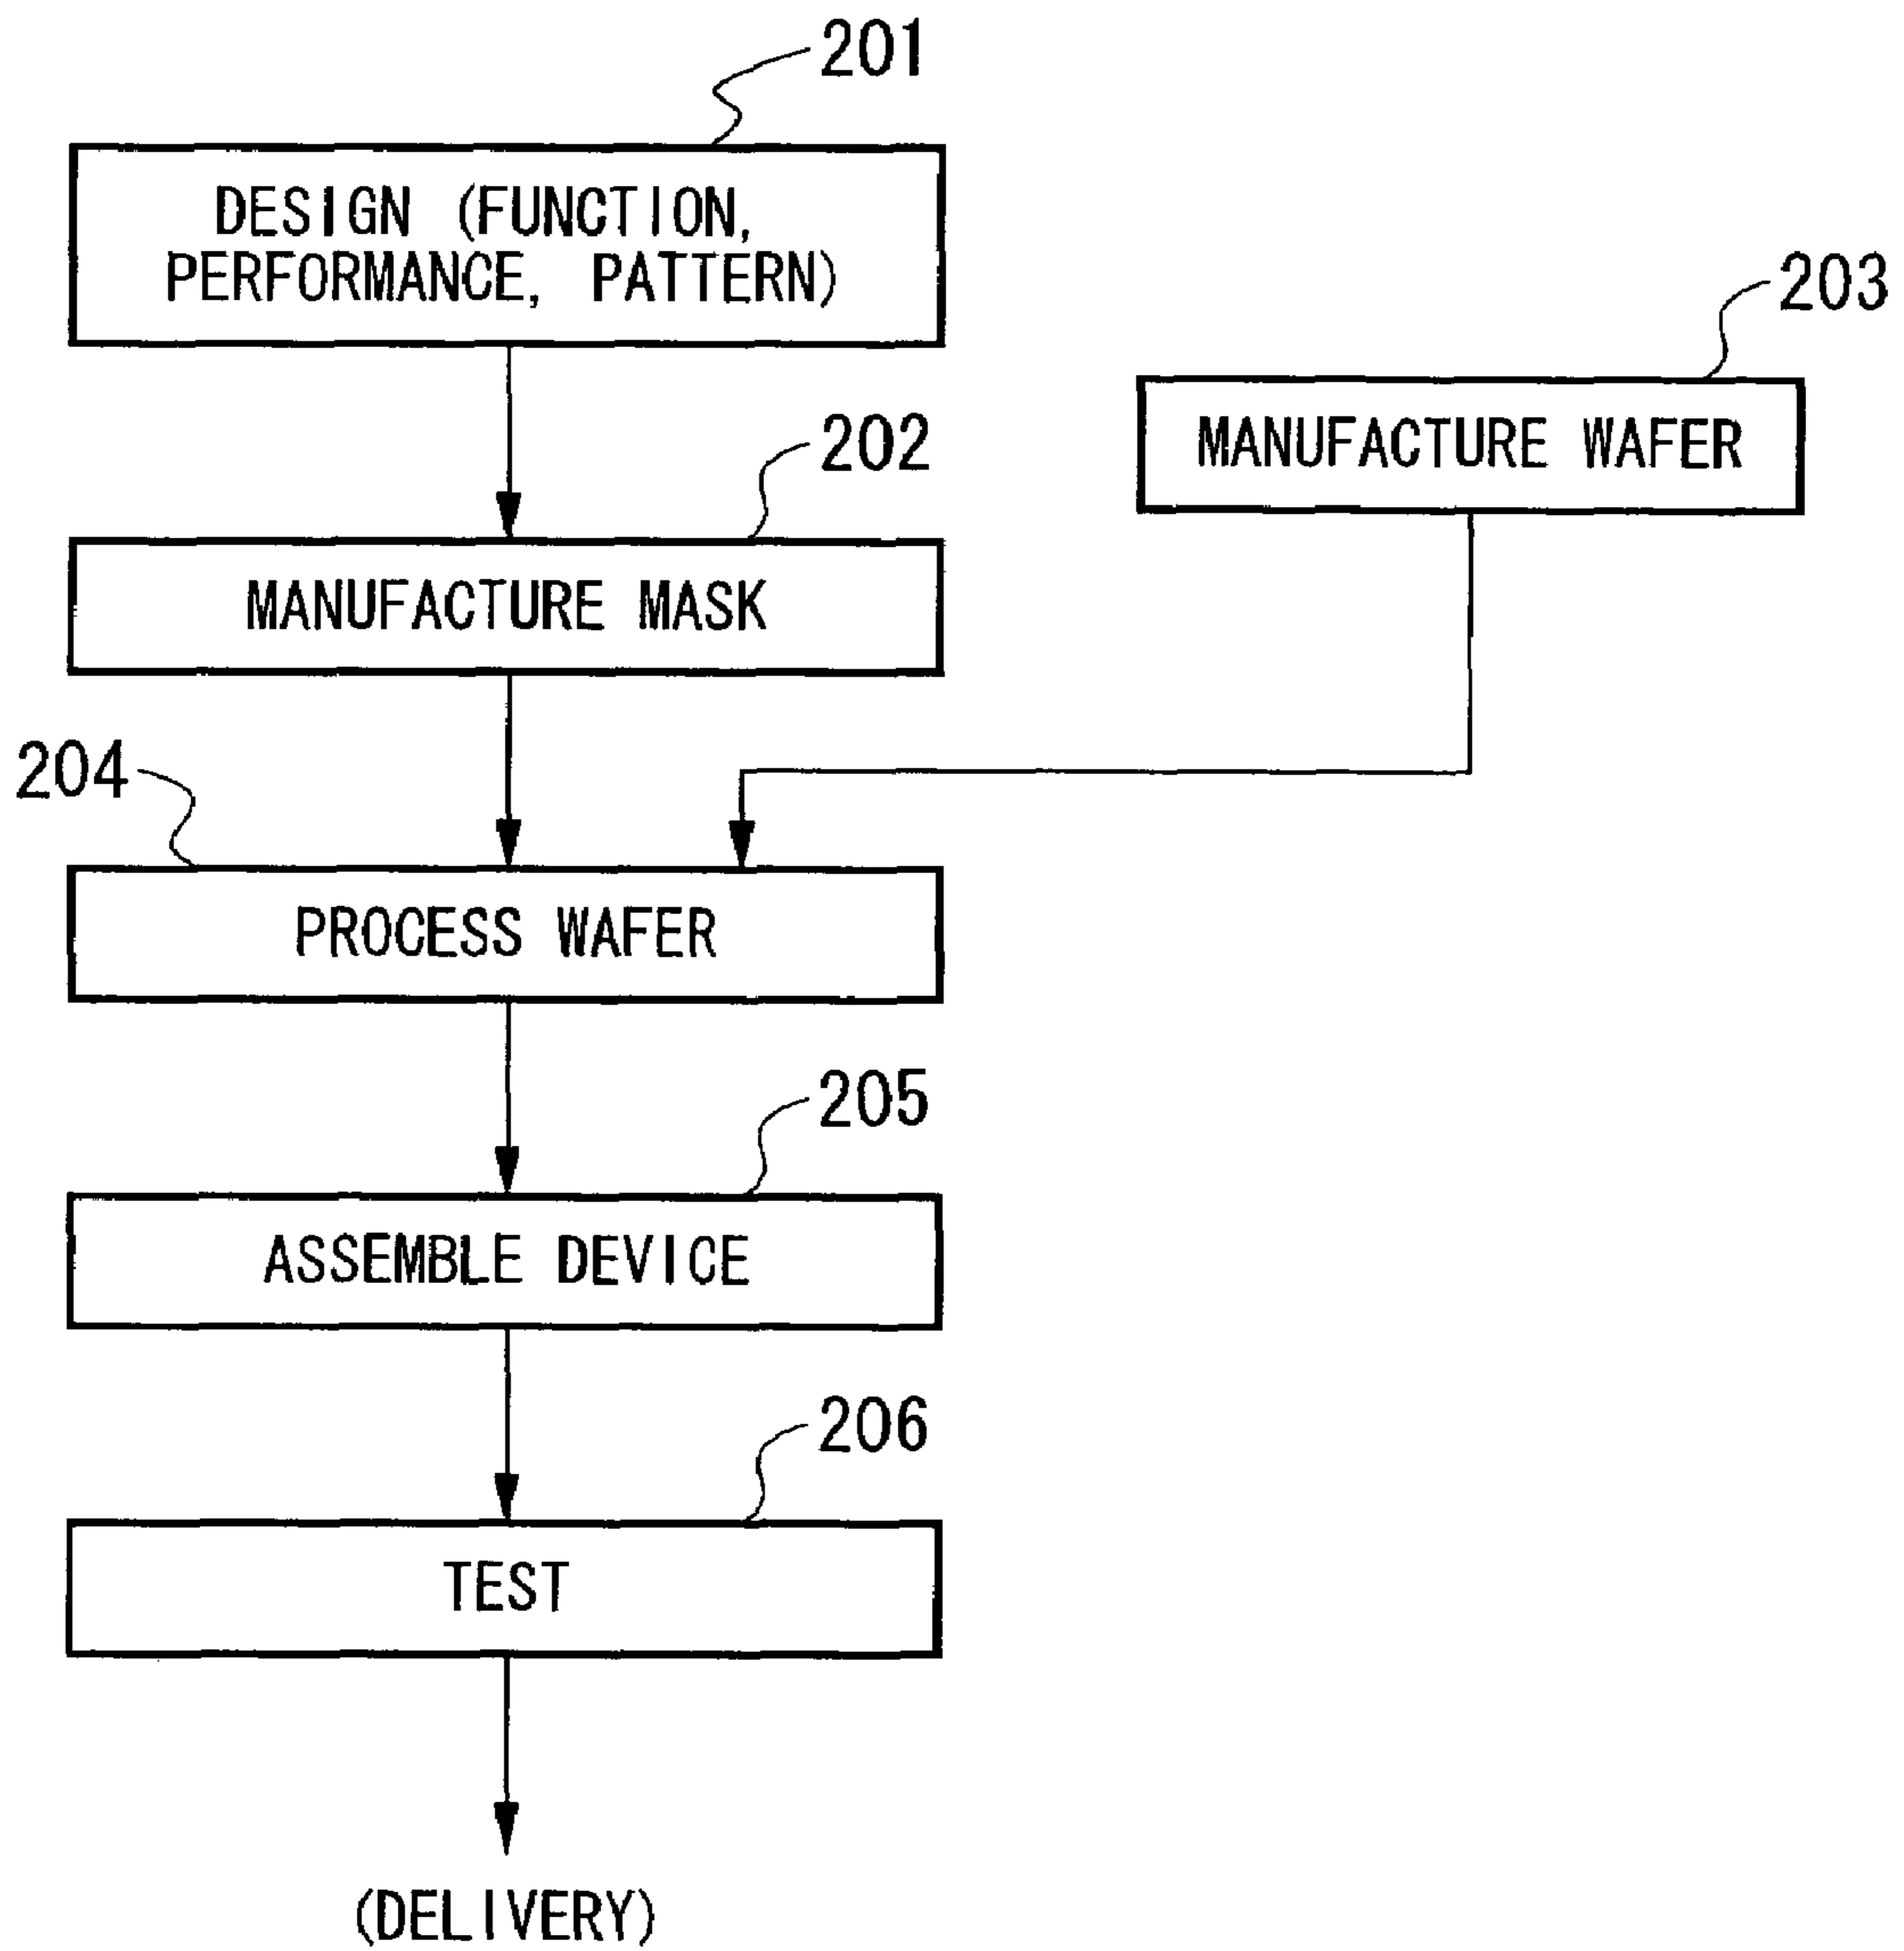 201
DESIGN (FUNCTION,
PERFORMANCE, PATTERN)
203
MANUFACTURE WAFER
202
MANUFACTURE MASK
204
PROCESS WAFER
205
ASSEMBLE DEVICE
206
TEST
(DELIVERY)